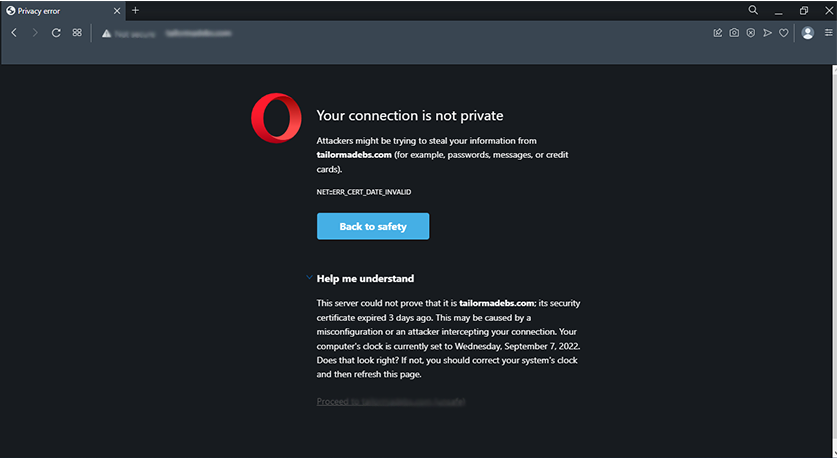 Privacy error
Not secure
tailormadebs.com
Your connection is not private
Attackers might be trying to steal your information from
tailormadebs.com (for example, passwords, messages, or credit
cards).
NET::ERR_CERT_DATE_INVALID
Back to safety
Help me understand
This server could not prove that it is tailormadebs.com; its security
certificate expired 3 days ago. This may be caused by a
misconfiguration or an attacker intercepting your connection. Your
computer's clock is currently set to Wednesday, September 7, 2022.
Does that look right? If not, you should correct your system's clock
and then refresh this page.
Proceed to tailormadebs.com (unsafe)